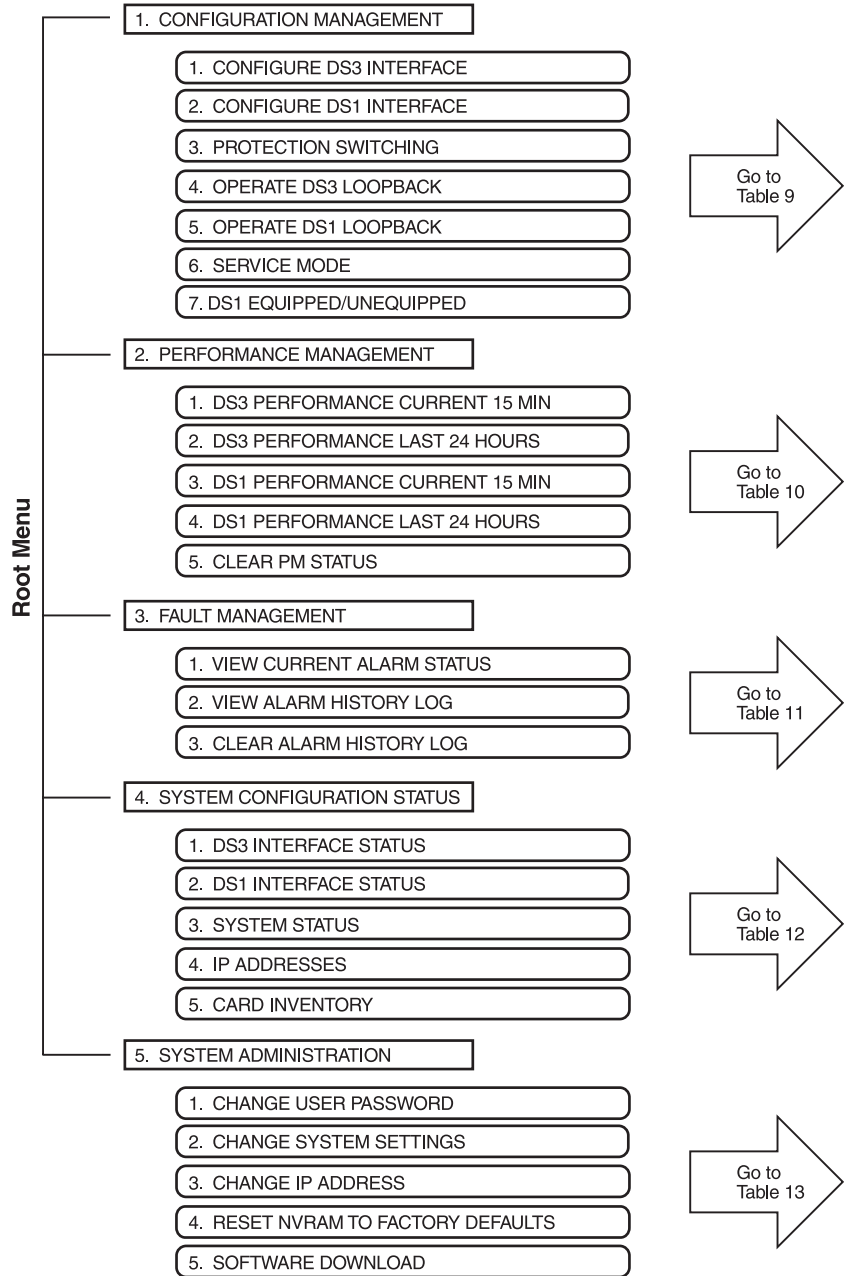 Root Menu
1. CONFIGURATION MANAGEMENT
1. CONFIGURE DS3 INTERFACE
2. CONFIGURE DS1 INTERFACE
3. PROTECTION SWITCHING
4. OPERATE DS3 LOOPBACK
5. OPERATE DS1 LOOPBACK
6. SERVICE MODE
7. DS1 EQUIPPED/UNEQUIPPED
Go to
Table 9
2. PERFORMANCE MANAGEMENT
1. DS3 PERFORMANCE CURRENT 15 MIN
2. DS3 PERFORMANCE LAST 24 HOURS
3. DS1 PERFORMANCE CURRENT 15 MIN
4. DS1 PERFORMANCE LAST 24 HOURS
5. CLEAR PM STATUS
Go to
Table 10
3. FAULT MANAGEMENT
1. VIEW CURRENT ALARM STATUS
2. VIEW ALARM HISTORY LOG
3. CLEAR ALARM HISTORY LOG
Go to
Table 11
4. SYSTEM CONFIGURATION STATUS
1. DS3 INTERFACE STATUS
2. DS1 INTERFACE STATUS
3. SYSTEM STATUS
4. IP ADDRESSES
5. CARD INVENTORY
Go to
Table 12
5. SYSTEM ADMINISTRATION
1. CHANGE USER PASSWORD
2. CHANGE SYSTEM SETTINGS
3. CHANGE IP ADDRESS
4. RESET NVRAM TO FACTORY DEFAULTS
5. SOFTWARE DOWNLOAD
Go to
Table 13